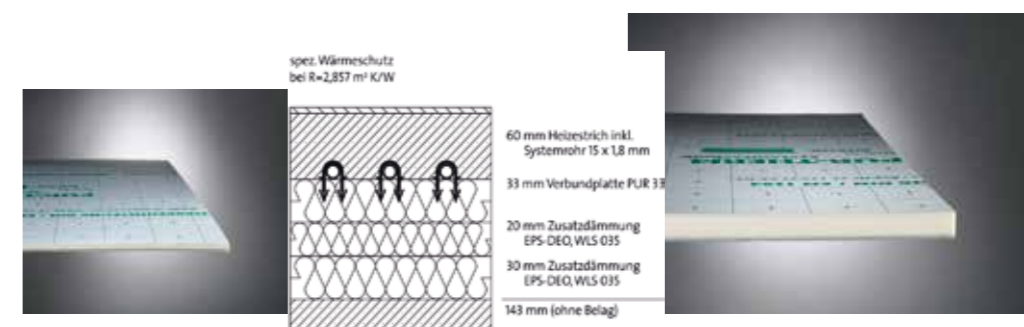 spez. Wärmeschutz
bei R=2,857 m² K/W
60 mm Heizestrich inkl.
Systemrohr 15 x 1,8 mm
33 mm Verbundplatte PUR 33
20 mm Zusatzdämmung
EPS-DEO, WLS 035
30 mm Zusatzdämmung
EPS-DEO, WLS 035
143 mm (ohne Belag)